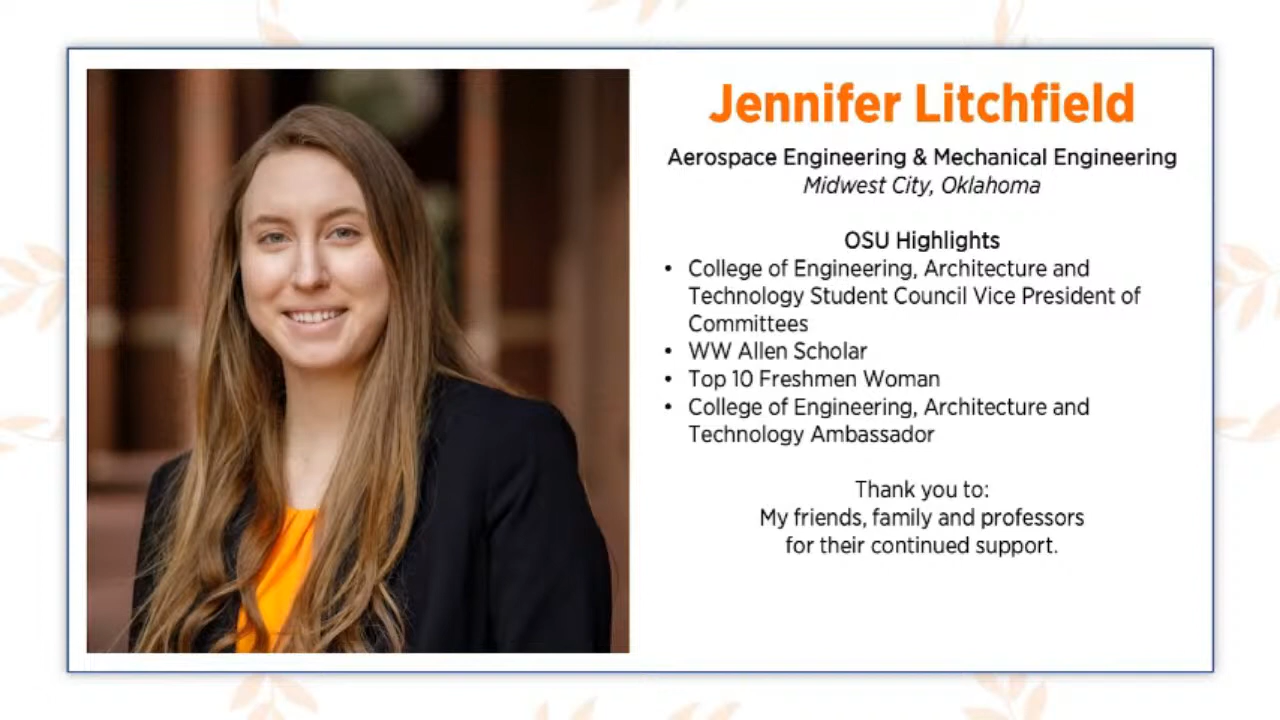 Jennifer Litchfield
Aerospace Engineering & Mechanical Engineering
Midwest City, Oklahoma
OSU Highlights
• College of Engineering, Architecture and
Technology Student Council Vice President of
Committees
• WW Allen Scholar
• Top 10 Freshmen Woman
• College of Engineering, Architecture and
Technology Ambassador
Thank you to:
My friends, family and professors
for their continued support.